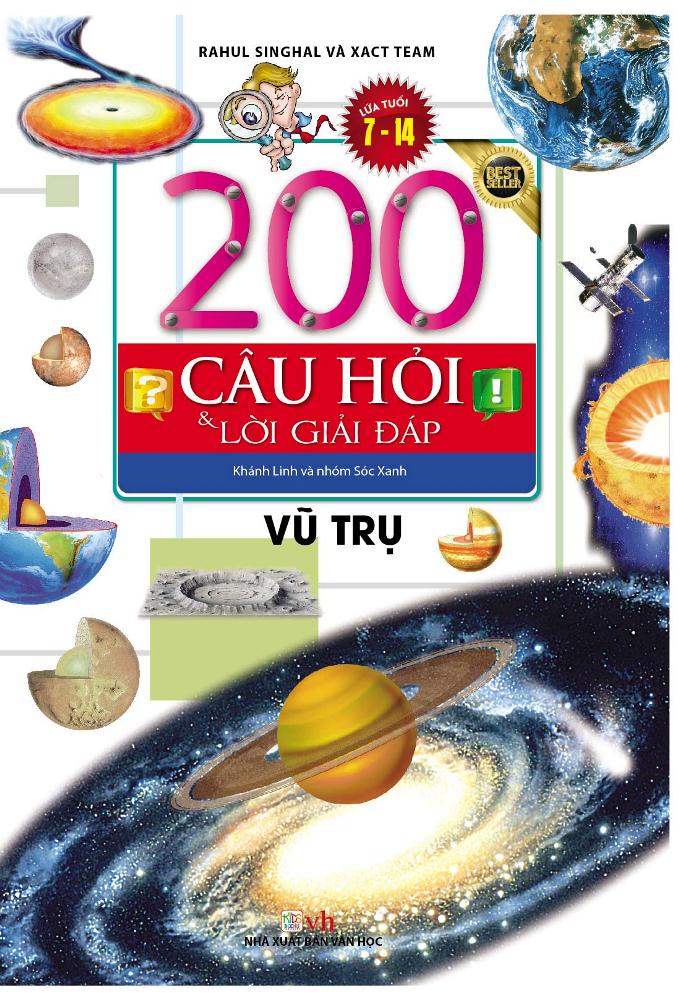 RAHUL SINGHAL VÀ XACT TEAM
LỨA TUỔI
7 - 14
BEST
SELLER
200
? CÂU HỎI !
& LỜI GIẢI ĐÁP
Khánh Linh và nhóm Sóc Xanh
VŨ TRỤ
vh
NHÀ XUẤT BẢN VĂN HỌC